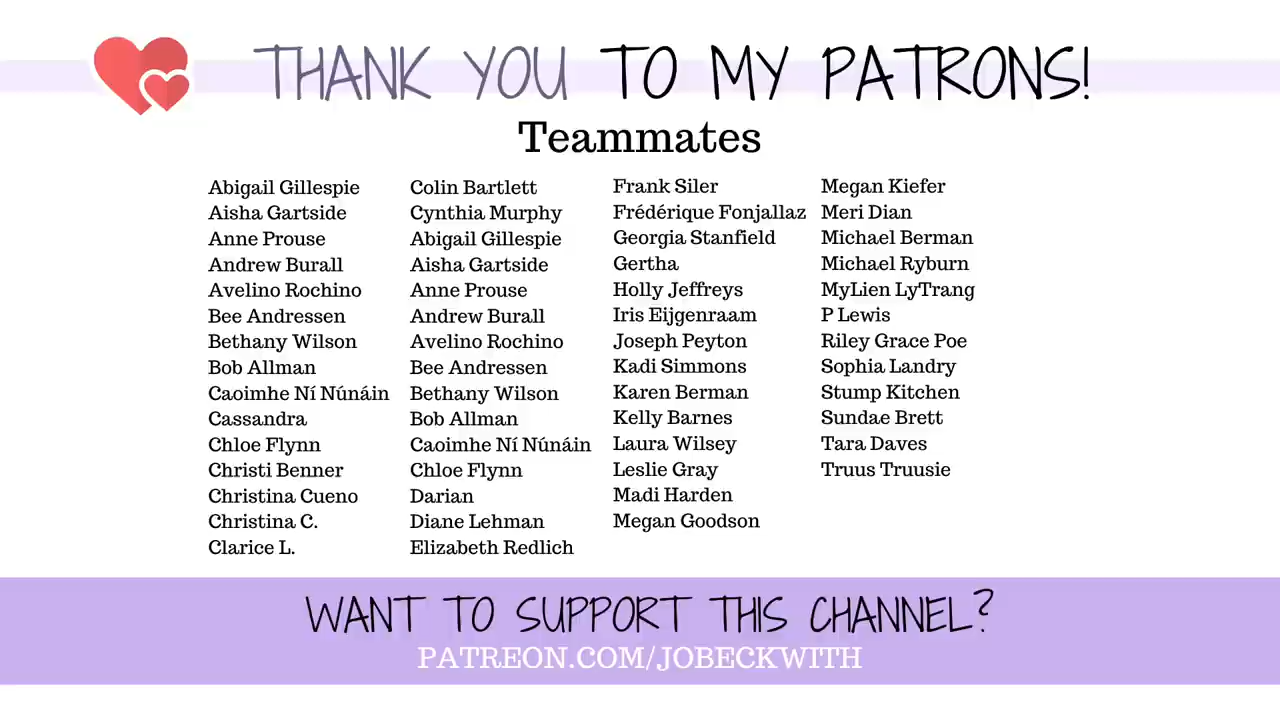 THANK YOU TO MY PATRONS!
Teammates
Abigail Gillespie
Aisha Gartside
Anne Prouse
Andrew Burall
Avelino Rochino
Bee Andressen
Bethany Wilson
Bob Allman
Caoimhe Ní Núnáin
Cassandra
Chloe Flynn
Christi Benner
Christina Cueno
Christina C.
Clarice L.
Colin Bartlett
Cynthia Murphy
Abigail Gillespie
Aisha Gartside
Anne Prouse
Andrew Burall
Avelino Rochino
Bee Andressen
Bethany Wilson
Bob Allman
Caoimhe Ní Núnáin
Chloe Flynn
Darian
Diane Lehman
Elizabeth Redlich
Frank Siler
Frédérique Fonjallaz
Georgia Stanfield
Gertha
Holly Jeffreys
Iris Eijgenraam
Joseph Peyton
Kadi Simmons
Karen Berman
Kelly Barnes
Laura Wilsey
Leslie Gray
Madi Harden
Megan Goodson
Megan Kiefer
Meri Dian
Michael Berman
Michael Ryburn
MyLien LyTrang
P Lewis
Riley Grace Poe
Sophia Landry
Stump Kitchen
Sundae Brett
Tara Daves
Truus Truusie
WANT TO SUPPORT THIS CHANNEL?
PATREON.COM/JOBECKWITH